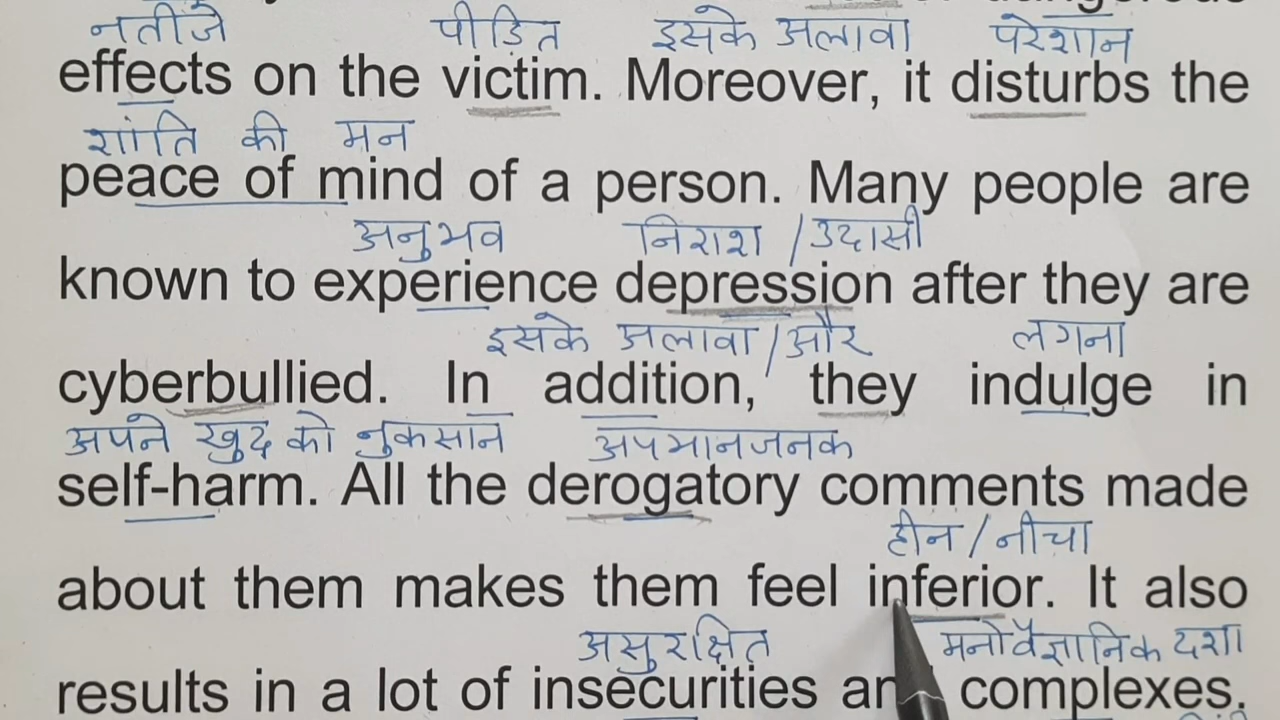 dangerous
नतीजे पीड़ित इसके अलावा परेशान
effects on the victim. Moreover, it disturbs the
शांति की मन
peace of mind of a person. Many people are
अनुभव निराश / उदासी
known to experience depression after they are
इसके अलावा / और लगना
cyberbullied. In addition, they indulge in
अपने खुद को नुकसान अपमानजनक
self-harm. All the derogatory comments made
हीन / नीचा
about them makes them feel inferior. It also
असुरक्षित मनोवैज्ञानिक दशा
results in a lot of insecurities an complexes.